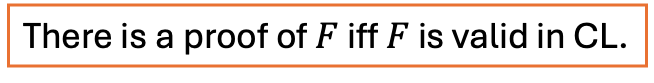 There is a proof of F iff F is valid in CL.